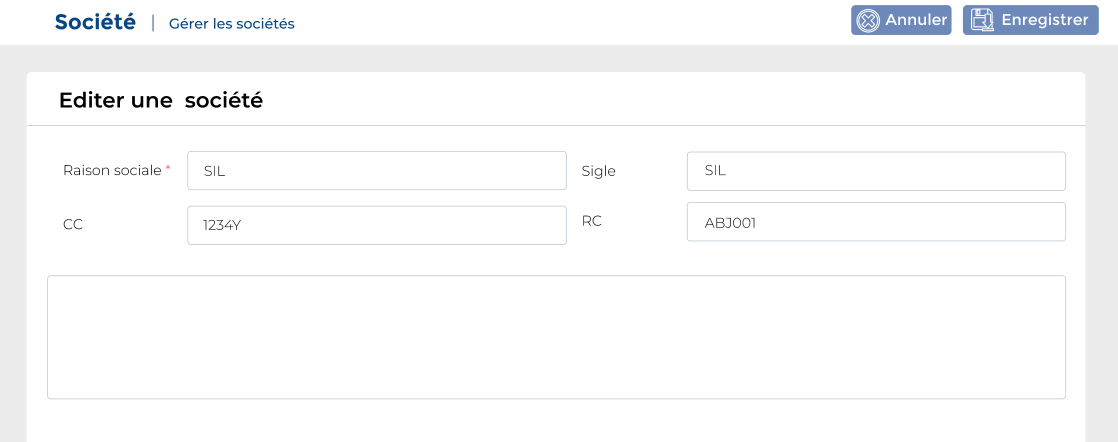 Société | Gérer les sociétés Annuler Enregistrer
Editer une société
Raison sociale * SIL Sigle SIL
CC 1234Y RC ABJ001